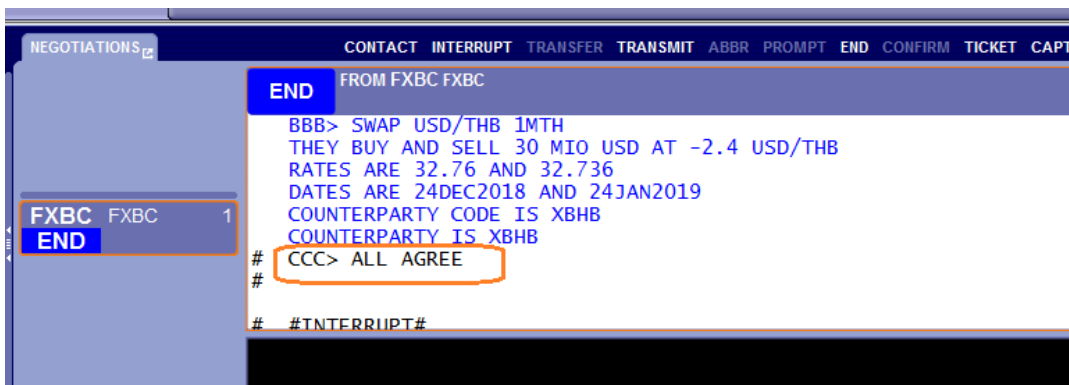 NEGOTIATIONS
CONTACT INTERRUPT TRANSFER TRANSMIT ABBR PROMPT END CONFIRM TICKET CAPT
END FROM FXBC FXBC
BBB> SWAP USD/THB 1MTH
THEY BUY AND SELL 30 MIO USD AT -2.4 USD/THB
RATES ARE 32.76 AND 32.736
DATES ARE 24DEC2018 AND 24JAN2019
COUNTERPARTY CODE IS XBHB
COUNTERPARTY IS XBHB
# CCC> ALL AGREE
#
# #INTERRUPT#
FXBC FXBC 1
END